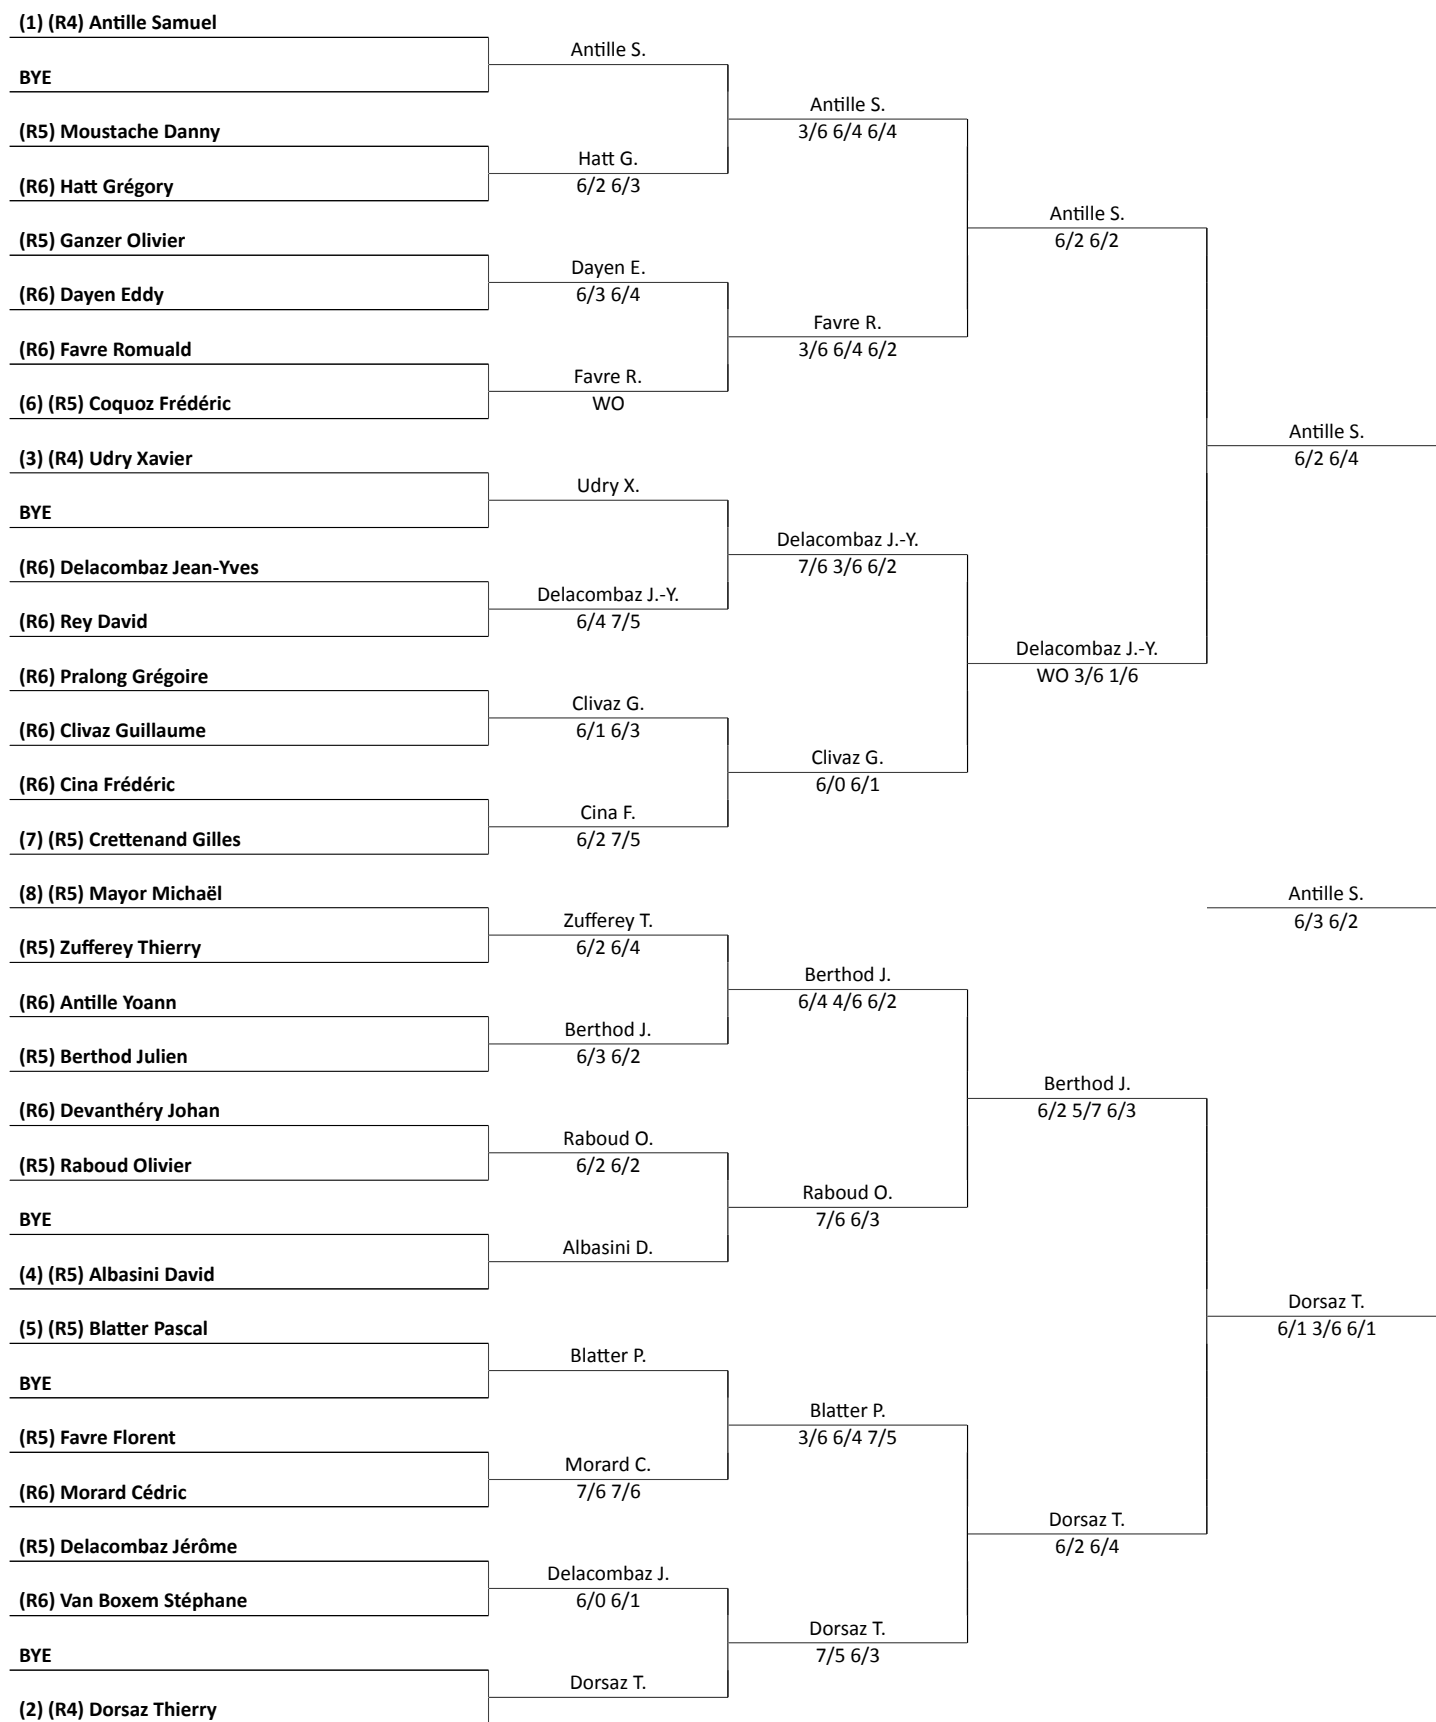 (1) (R4) Antille Samuel
Antille S.
BYE
Antille S.
3/6 6/4 6/4
(R5) Moustache Danny
Hatt G.
6/2 6/3
(R6) Hatt Grégory
Antille S.
6/2 6/2
(R5) Ganzer Olivier
Dayen E.
6/3 6/4
(R6) Dayen Eddy
Favre R.
3/6 6/4 6/2
(R6) Favre Romuald
Favre R.
WO
(6) (R5) Coquoz Frédéric
Antille S.
6/2 6/4
(3) (R4) Udry Xavier
Udry X.
BYE
Delacombaz J.-Y.
7/6 3/6 6/2
(R6) Delacombaz Jean-Yves
Delacombaz J.-Y.
6/4 7/5
(R6) Rey David
Delacombaz J.-Y.
WO 3/6 1/6
(R6) Pralong Grégoire
Clivaz G.
6/1 6/3
(R6) Clivaz Guillaume
Clivaz G.
6/0 6/1
(R6) Cina Frédéric
Cina F.
6/2 7/5
(7) (R5) Crettenand Gilles
(8) (R5) Mayor Michaël
Antille S.
6/3 6/2
Zufferey T.
6/2 6/4
(R5) Zufferey Thierry
Berthod J.
6/4 4/6 6/2
(R6) Antille Yoann
Berthod J.
6/3 6/2
(R5) Berthod Julien
Berthod J.
6/2 5/7 6/3
(R6) Devanthéry Johan
Raboud O.
6/2 6/2
(R5) Raboud Olivier
Raboud O.
7/6 6/3
BYE
Albasini D.
(4) (R5) Albasini David
Dorsaz T.
6/1 3/6 6/1
(5) (R5) Blatter Pascal
Blatter P.
BYE
Blatter P.
3/6 6/4 7/5
(R5) Favre Florent
Morard C.
7/6 7/6
(R6) Morard Cédric
Dorsaz T.
6/2 6/4
(R5) Delacombaz Jérôme
Delacombaz J.
6/0 6/1
(R6) Van Boxem Stéphane
Dorsaz T.
7/5 6/3
BYE
Dorsaz T.
(2) (R4) Dorsaz Thierry